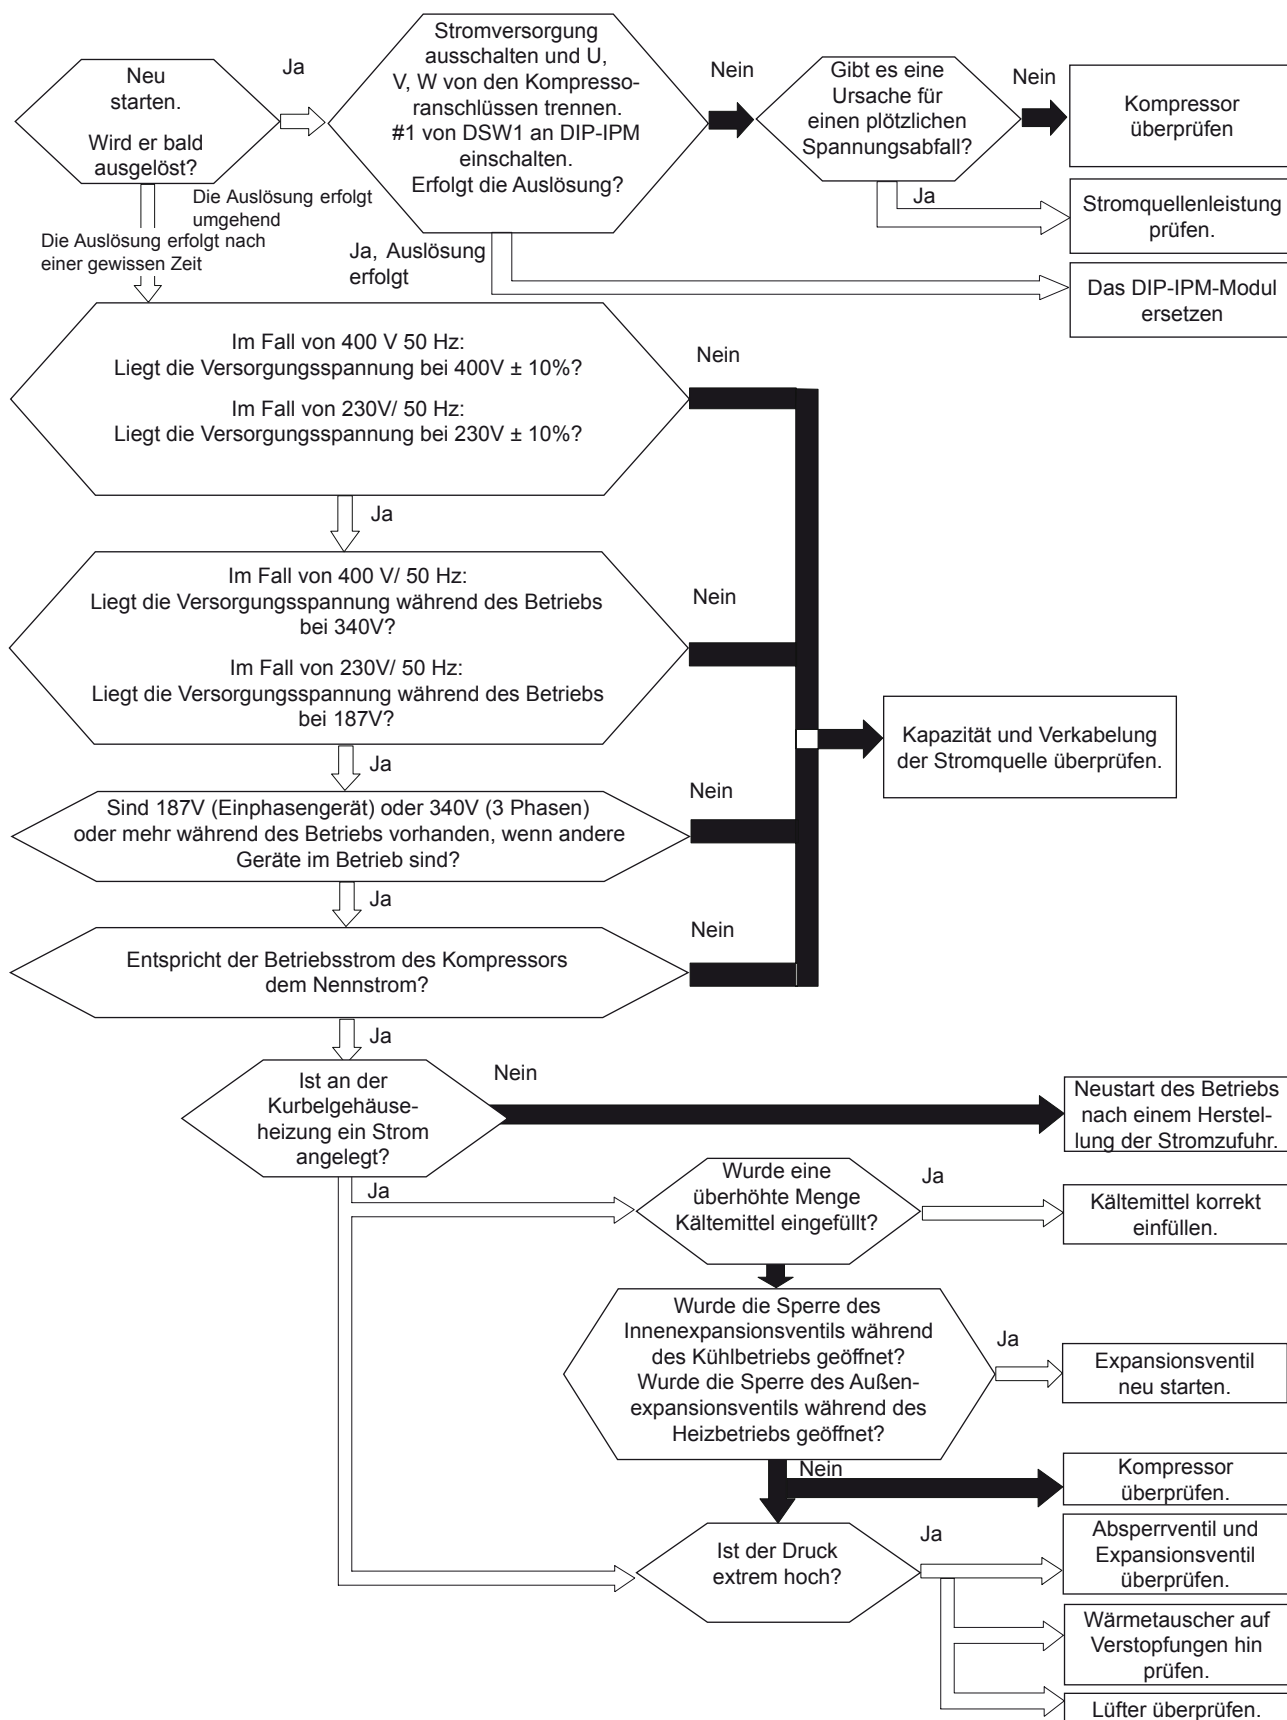 Neu
starten.
Wird er bald
ausgelöst?
Ja
Stromversorgung
ausschalten und U,
V, W von den Kompresso-
ranschlüssen trennen.
#1 von DSW1 an DIP-IPM
einschalten.
Erfolgt die Auslösung?
Nein
Gibt es eine
Ursache für
einen plötzlichen
Spannungsabfall?
Nein
Kompressor
überprüfen
Ja
Stromquellenleistung
prüfen.
Die Auslösung erfolgt
umgehend
Die Auslösung erfolgt nach
einer gewissen Zeit
Ja, Auslösung
erfolgt
Das DIP-IPM-Modul
ersetzen
Im Fall von 400 V 50 Hz:
Liegt die Versorgungsspannung bei 400V ± 10%?
Im Fall von 230V/ 50 Hz:
Liegt die Versorgungsspannung bei 230V ± 10%?
Nein
Ja
Im Fall von 400 V/ 50 Hz:
Liegt die Versorgungsspannung während des Betriebs
bei 340V?
Im Fall von 230V/ 50 Hz:
Liegt die Versorgungsspannung während des Betriebs
bei 187V?
Nein
Kapazität und Verkabelung
der Stromquelle überprüfen.
Ja
Sind 187V (Einphasengerät) oder 340V (3 Phasen)
oder mehr während des Betriebs vorhanden, wenn andere
Geräte im Betrieb sind?
Nein
Ja
Entspricht der Betriebsstrom des Kompressors
dem Nennstrom?
Nein
Ja
Ist an der
Kurbelgehäuse-
heizung ein Strom
angelegt?
Nein
Neustart des Betriebs
nach einem Herstel-
lung der Stromzufuhr.
Ja
Wurde eine
überhöhte Menge
Kältemittel eingefüllt?
Ja
Kältemittel korrekt
einfüllen.
Wurde die Sperre des
Innenexpansionsventils während
des Kühlbetriebs geöffnet?
Wurde die Sperre des Außen-
expansionsventils während des
Heizbetriebs geöffnet?
Ja
Expansionsventil
neu starten.
Nein
Kompressor
überprüfen.
Ist der Druck
extrem hoch?
Ja
Absperrventil und
Expansionsventil
überprüfen.
Wärmetauscher auf
Verstopfungen hin
prüfen.
Lüfter überprüfen.